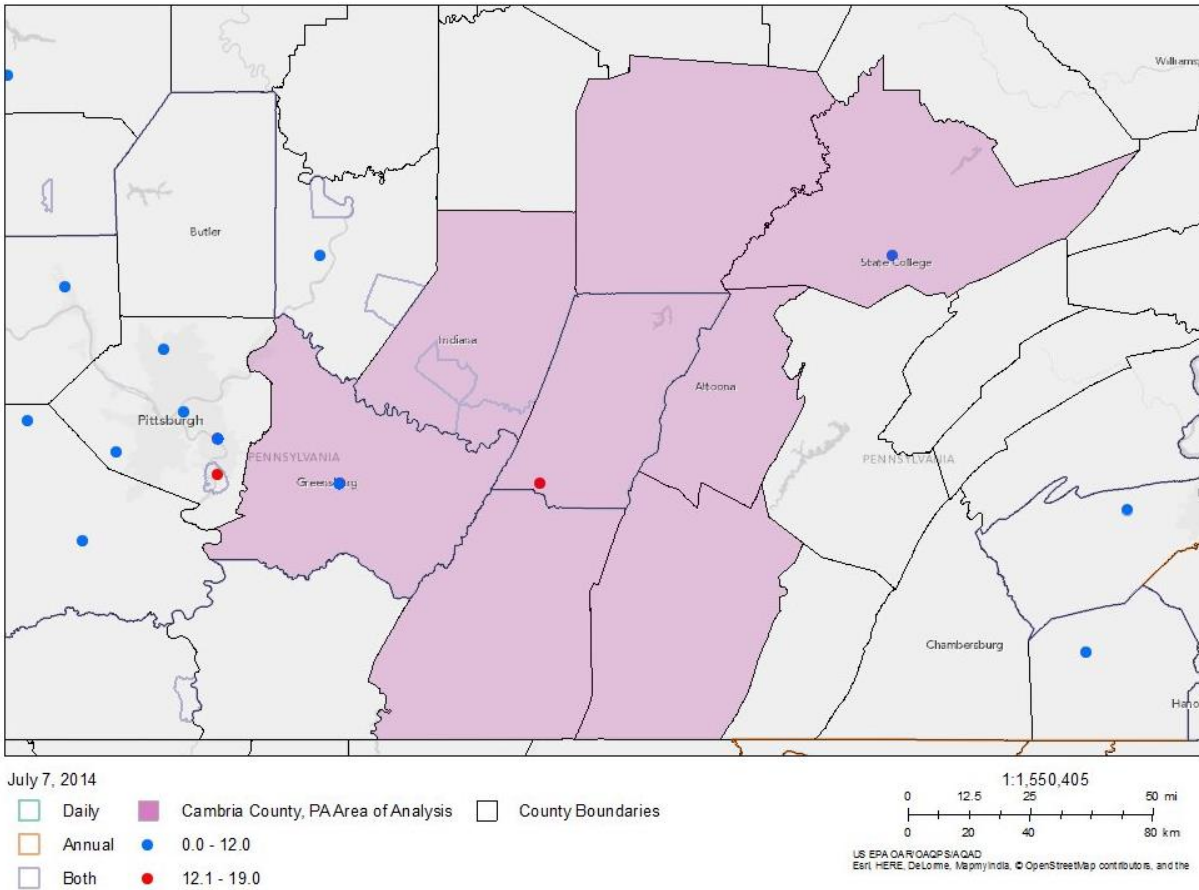 Williams
Butler
State College
Indiana
Altoona
Pittsburgh
PENNSYLVANIA
PENNSYLVANIA
Greensburg
Chambersburg
Hano
July 7, 2014
Daily
Cambria County, PA Area of Analysis
County Boundaries
Annual
0.0 - 12.0
Both
12.1 - 19.0
1:1,550,405
0 12.5 25 50 mi
0 20 40 80 km
US EPA OAR/OAQPS/AQAD
Esri, HERE, DeLorme, MapmyIndia, © OpenStreetMap contributors, and the